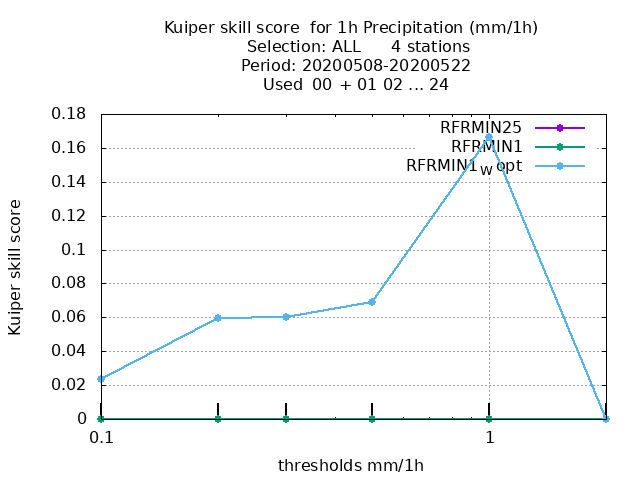 Kuiper skill score  for 1h Precipitation (mm/1h)
Selection: ALL      4 stations
Period: 20200508-20200522
Used  00 + 01 02 ... 24
0.18
0.16
0.14
0.12
0.1
0.08
0.06
0.04
0.02
0
Kuiper skill score
RFRMIN25
RFRMIN1
RFRMIN1W opt
0.1
1
thresholds mm/1h